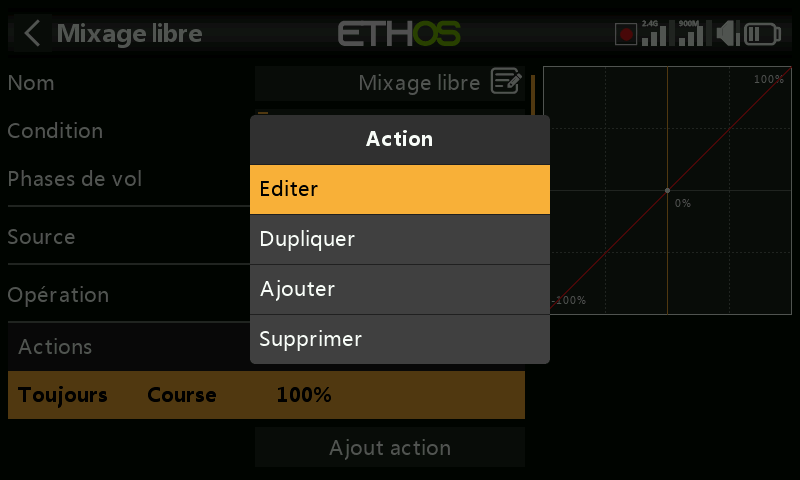 Mixage libre
ETHOS
2.4G
900M
Nom
Mixage libre
Condition
Phases de vol
Source
Opération
Actions
Toujours Course 100%
Ajout action
Action
Editer
Dupliquer
Ajouter
Supprimer
100%
0%
-100%